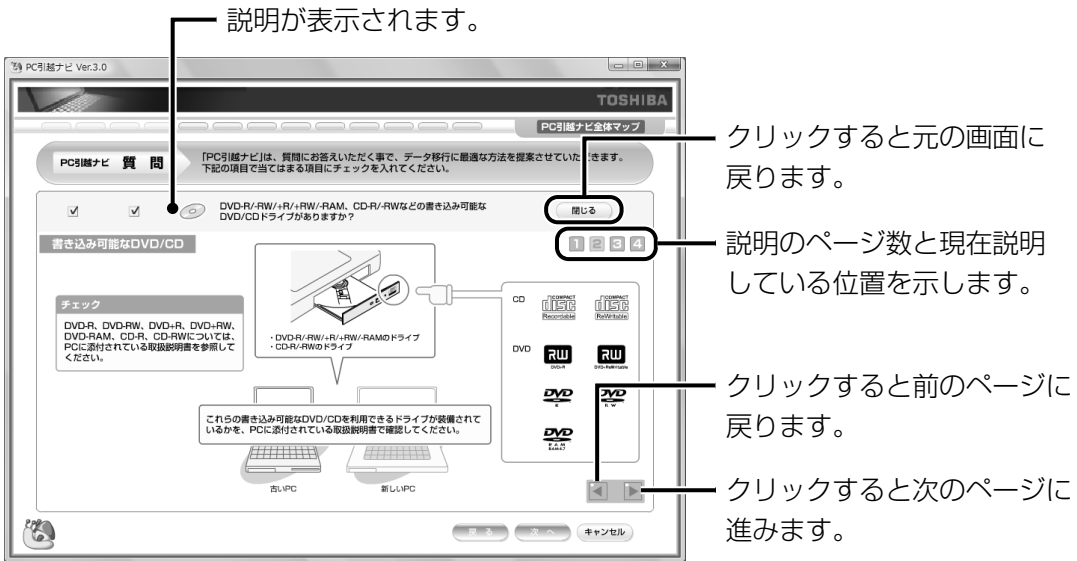 説明が表示されます。
PC引越ナビ Ver.3.0
TOSHIBA
PC引越ナビ全体マップ
PC引越ナビ 質 問
「PC引越ナビ」は、質問にお答えいただく事で、データ移行に最適な方法を提案させていただきます。
下記の項目で当てはまる項目にチェックを入れてください。
DVD-R/-RW/+R/+RW/-RAM、CD-R/-RWなどの書き込み可能な
DVD/CDドライブがありますか？
閉じる
クリックすると元の画面に
戻ります。
書き込み可能なDVD/CD
1 2 3 4
説明のページ数と現在説明
している位置を示します。
チェック
DVD-R、DVD-RW、DVD+R、DVD+RW、
DVD-RAM、CD-R、CD-RWについては、
PCに添付されている取扱説明書を参照して
ください。
・DVD-R/-RW/+R/+RW/-RAMのドライブ
・CD-R/-RWのドライブ
CD
COMPACT disc Recordable
COMPACT disc ReWritable
DVD
RW DVD+R
RW DVD+ReWritable
DVD R
DVD R W
DVD R A M RAM4.7
これらの書き込み可能なDVD/CDを利用できるドライブが装備されて
いるかを、PCに添付されている取扱説明書で確認してください。
古いPC
新しいPC
クリックすると前のページに
戻ります。
クリックすると次のページに
進みます。
戻 る
次 へ
キャンセル